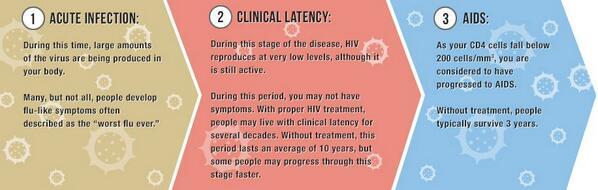 1 ACUTE INFECTION:
During this time, large amounts
of the virus are being produced in
your body.
Many, but not all, people develop
flu-like symptoms often
described as the "worst flu ever."
2 CLINICAL LATENCY:
During this stage of the disease, HIV
reproduces at very low levels, although it
is still active.
During this period, you may not have
symptoms. With proper HIV treatment,
people may live with clinical latency for
several decades. Without treatment, this
period lasts an average of 10 years, but
some people may progress through this
stage faster.
3 AIDS:
As your CD4 cells fall below
200 cells/mm³, you are
considered to have
progressed to AIDS.
Without treatment, people
typically survive 3 years.